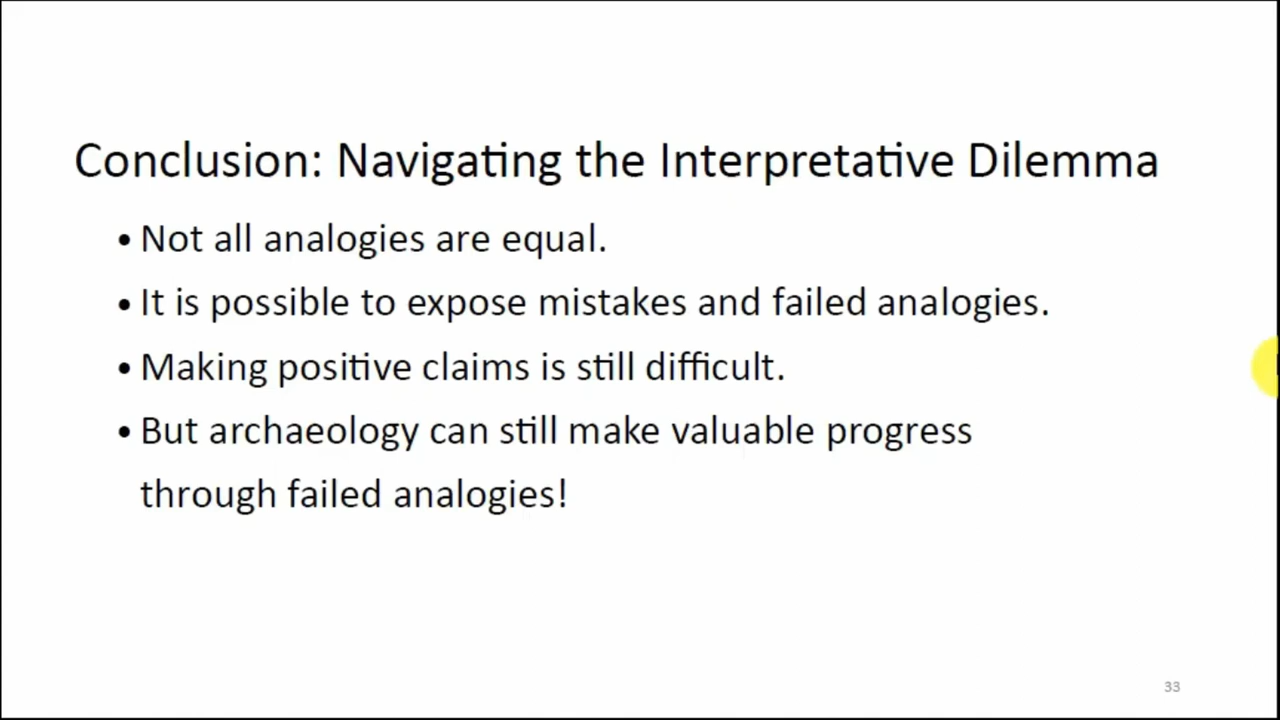 Conclusion: Navigating the Interpretative Dilemma
• Not all analogies are equal.
• It is possible to expose mistakes and failed analogies.
• Making positive claims is still difficult.
• But archaeology can still make valuable progress
through failed analogies!
33